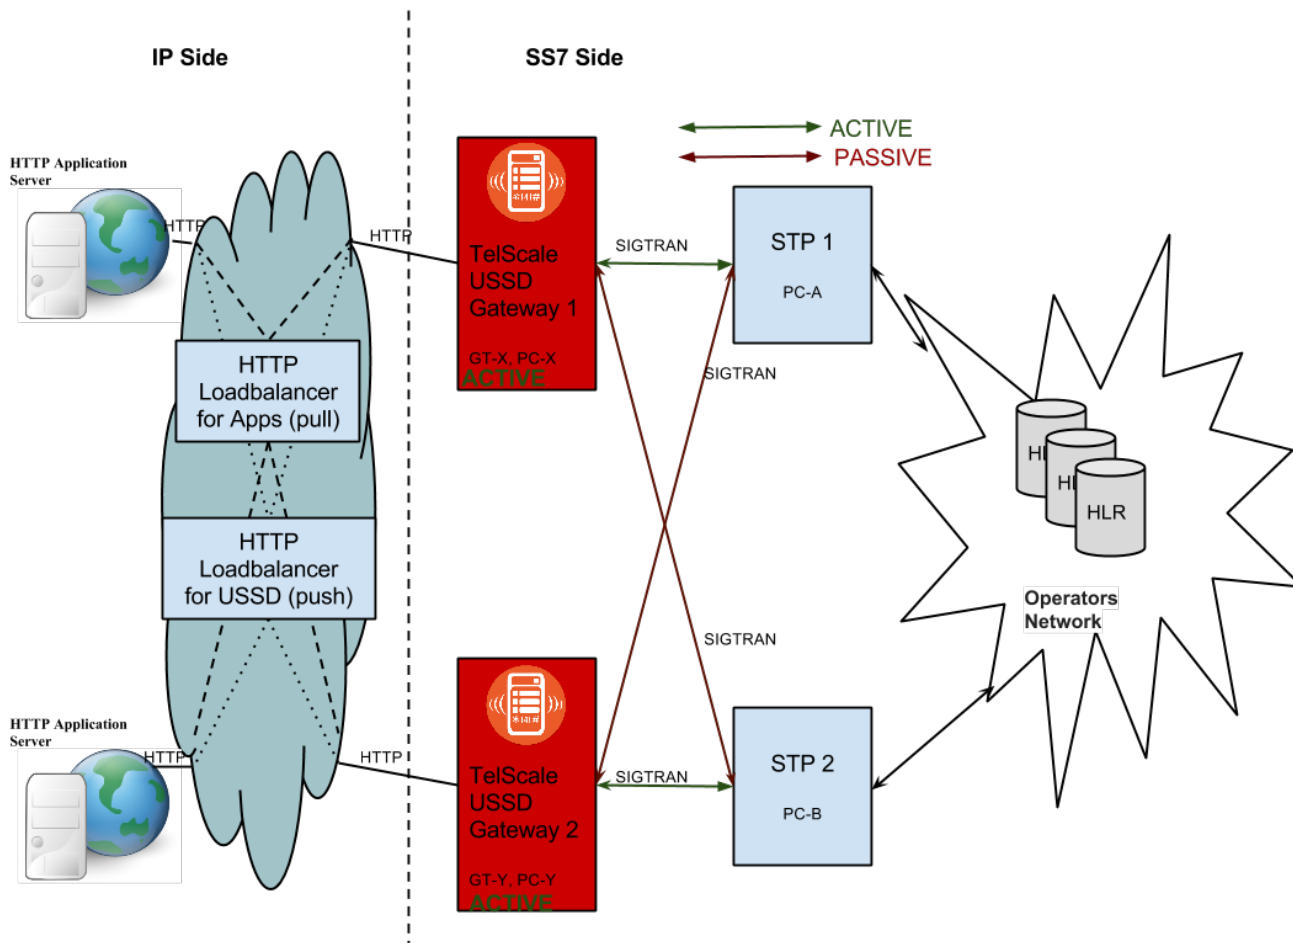 IP Side
SS7 Side
ACTIVE
PASSIVE
HTTP Application
Server
HTTP
HTTP
TelScale
USSD
Gateway 1
GT-X, PC-X
ACTIVE
SIGTRAN
STP 1
PC-A
SIGTRAN
HTTP
Loadbalancer
for Apps (pull)
HTTP
Loadbalancer
for USSD (push)
HLR
Operators
Network
SIGTRAN
HTTP Application
Server
HTTP
HTTP
TelScale
USSD
Gateway 2
GT-Y, PC-Y
ACTIVE
SIGTRAN
STP 2
PC-B